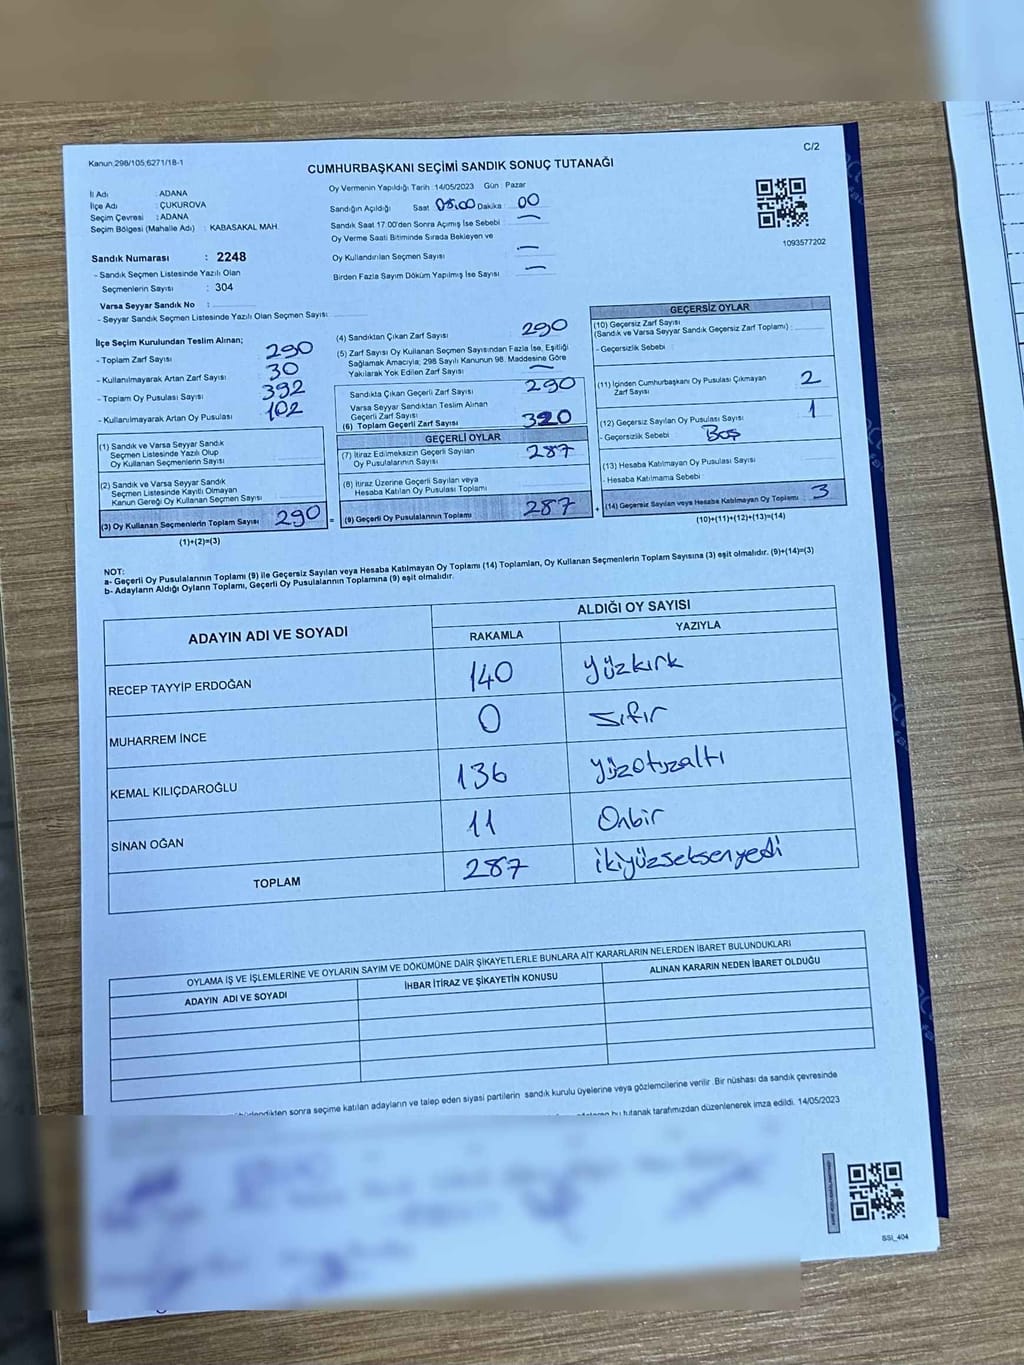 Kanun 298/105;6271/18-1
C/2
CUMHURBAŞKANI SEÇİMİ SANDIK SONUÇ TUTANAĞI
İl Adı : ADANA
İlçe Adı : ÇUKUROVA
Seçim Çevresi : ADANA
Seçim Bölgesi (Mahalle Adı) : KABASAKAL MAH.
Sandık Numarası : 2248
- Sandık Seçmen Listesinde Yazılı Olan
Seçmenlerin Sayısı : 304
Varsa Seyyar Sandık No :
- Seyyar Sandık Seçmen Listesinde Yazılı Olan Seçmen Sayısı :
Oy Vermenin Yapıldığı Tarih : 14/05/2023 Gün : Pazar
Sandığın Açıldığı Saat 08:00 Dakika : 00
Sandık Saat 17.00'den Sonra Açımış İse Sebebi : —
Oy Verme Saati Bitiminde Sırada Bekleyen ve
Oy Kullandırılan Seçmen Sayısı : —
Birden Fazla Sayım Döküm Yapılmış İse Sayısı : —
1093577202
İlçe Seçim Kurulundan Teslim Alınan;
- Toplam Zarf Sayısı : 290
- Kullanılmayarak Artan Zarf Sayısı : 30
- Toplam Oy Pusulası Sayısı : 392
- Kullanılmayarak Artan Oy Pusulası : 102
(1) Sandık ve Varsa Seyyar Sandık
Seçmen Listesinde Yazılı Olup
Oy Kullanan Seçmenlerin Sayısı :
(2) Sandık ve Varsa Seyyar Sandık
Seçmen Listesinde Kayıtlı Olmayan
Kanun Gereği Oy Kullanan Seçmen Sayısı :
(3) Oy Kullanan Seçmenlerin Toplam Sayısı : 290
(1)+(2)=(3)
(4) Sandıktan Çıkan Zarf Sayısı : 290
(5) Zarf Sayısı Oy Kullanan Seçmen Sayısından Fazla İse, Eşitliği
Sağlamak Amacıyla; 298 Sayılı Kanunun 98. Maddesine Göre
Yakılarak Yok Edilen Zarf Sayısı : —
Sandıkta Çıkan Geçerli Zarf Sayısı : 290
Varsa Seyyar Sandıktan Teslim Alınan
Geçerli Zarf Sayısı :
(6) Toplam Geçerli Zarf Sayısı : 320
GEÇERLİ OYLAR
(7) İtiraz Edilmeksizin Geçerli Sayılan
Oy Pusulalarının Sayısı : 287
(8) İtiraz Üzerine Geçerli Sayılan veya
Hesaba Katılan Oy Pusulası Toplamı :
= (9) Geçerli Oy Pusulalarının Toplamı : 287
GEÇERSİZ OYLAR
(10) Geçersiz Zarf Sayısı
(Sandık ve Varsa Seyyar Sandık Geçersiz Zarf Toplamı) :
- Geçersizlik Sebebi :
(11) İçinden Cumhurbaşkanı Oy Pusulası Çıkmayan
Zarf Sayısı : 2
(12) Geçersiz Sayılan Oy Pusulası Sayısı : 1
- Geçersizlik Sebebi : Boş
(13) Hesaba Katılmayan Oy Pusulası Sayısı :
- Hesaba Katılmama Sebebi :
+ (14) Geçersiz Sayılan veya Hesaba Katılmayan Oy Toplamı : 3
(10)+(11)+(12)+(13)=(14)
NOT:
a- Geçerli Oy Pusulalarının Toplamı (9) ile Geçersiz Sayılan veya Hesaba Katılmayan Oy Toplamı (14) Toplamları, Oy Kullanan Seçmenlerin Toplam Sayısına (3) eşit olmalıdır. (9)+(14)=(3)
b- Adayların Aldığı Oyların Toplamı, Geçerli Oy Pusulalarının Toplamına (9) eşit olmalıdır.
ADAYIN ADI VE SOYADI
ALDIĞI OY SAYISI
RAKAMLA YAZIYLA
RECEP TAYYİP ERDOĞAN 140 Yüzkırk
MUHARREM İNCE 0 Sıfır
KEMAL KILIÇDAROĞLU 136 Yüzotuzaltı
SİNAN OĞAN 11 Onbir
TOPLAM 287 ikiyüzseksenyedi
OYLAMA İŞ VE İŞLEMLERİNE VE OYLARIN SAYIM VE DÖKÜMÜNE DAİR ŞİKAYETLERLE BUNLARA AİT KARARLARIN NELERDEN İBARET BULUNDUKLARI
ADAYIN ADI VE SOYADI İHBAR İTİRAZ VE ŞİKAYETİN KONUSU ALINAN KARARIN NEDEN İBARET OLDUĞU
sonra seçime katılan adayların ve talep eden siyasi partilerin sandık kurulu üyelerine veya gözlemcilerine verilir. Bir nüshası da sandık çevresinde
bu tutanak tarafımızdan düzenlenerek imza edildi. 14/05/2023
SSI_404